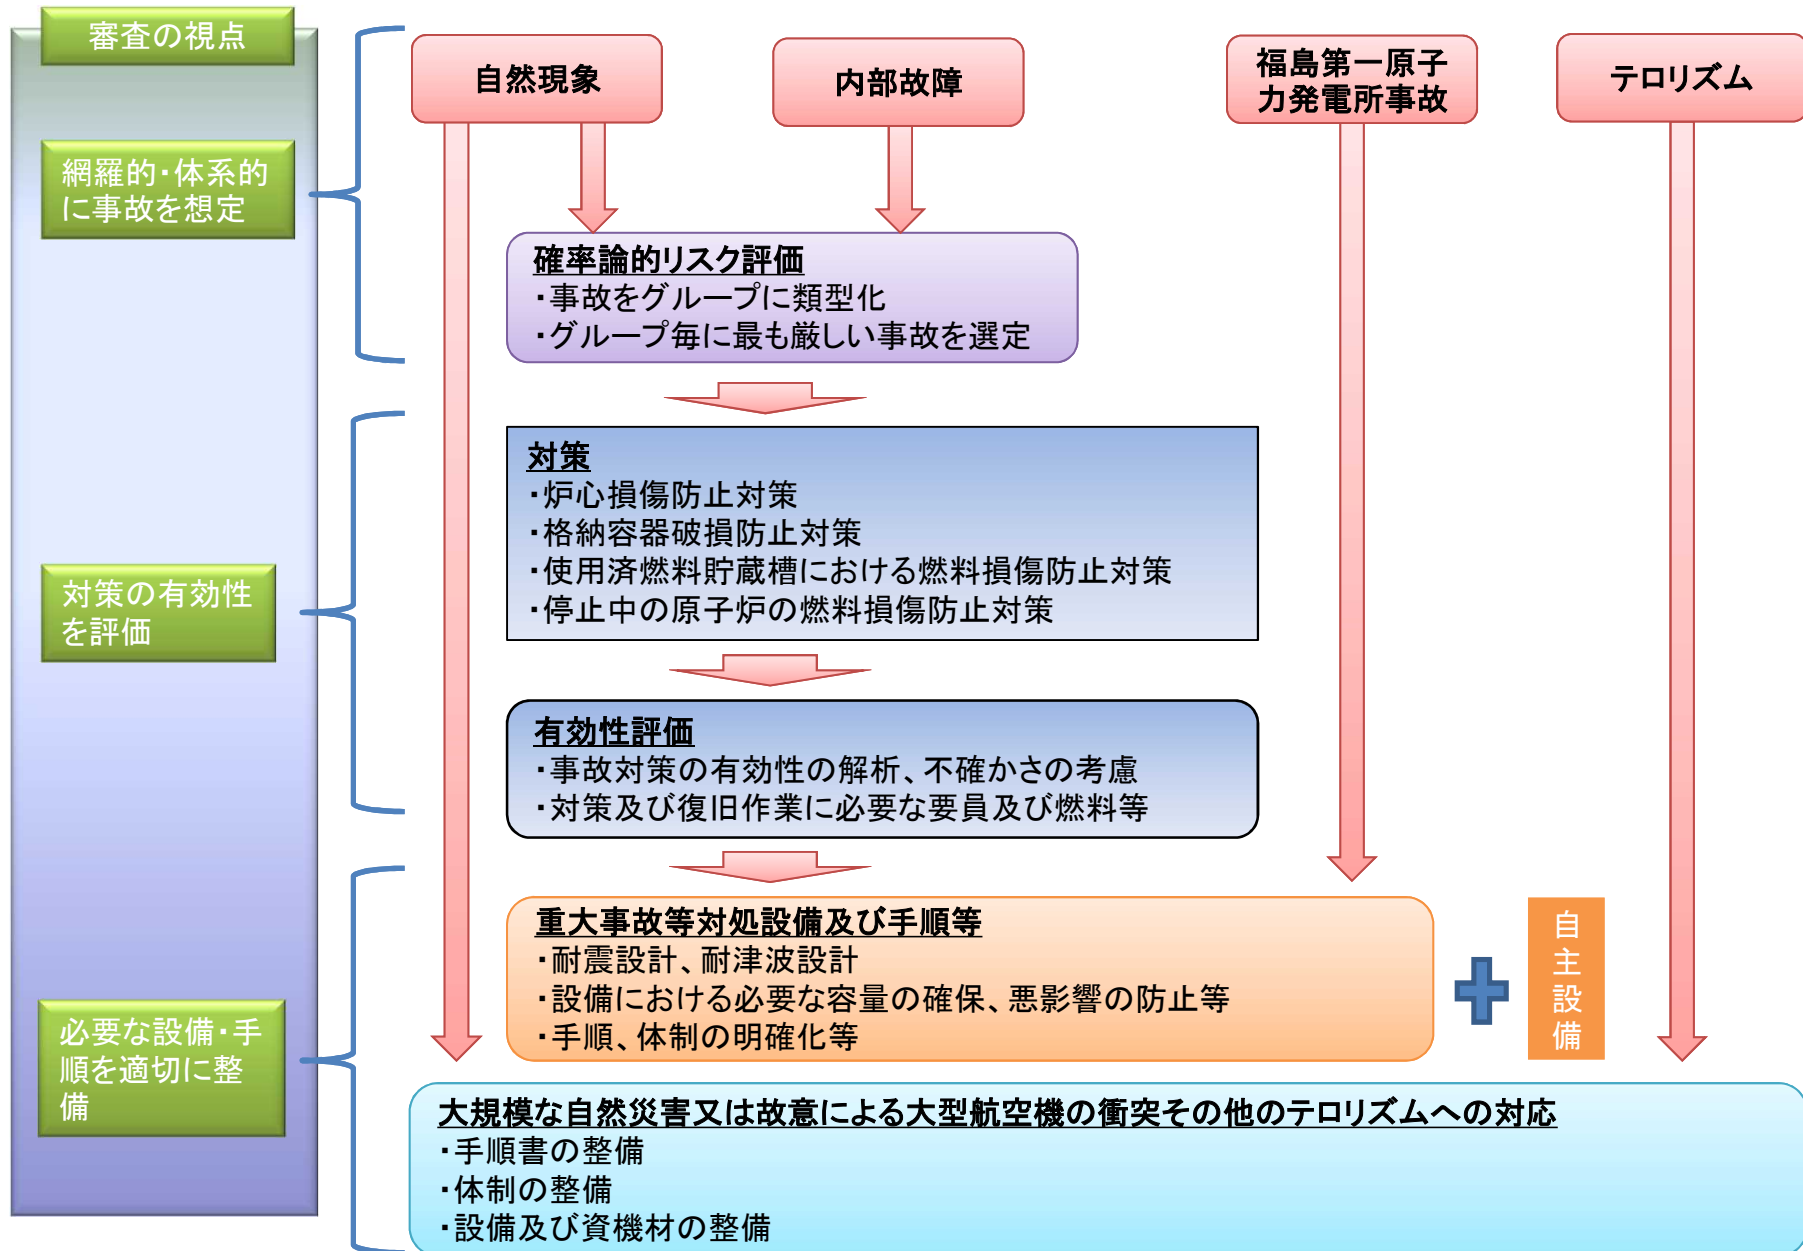 審査の視点
網羅的・体系的
に事故を想定
対策の有効性
を評価
必要な設備・手
順を適切に整
備
自然現象
内部故障
福島第一原子
力発電所事故
テロリズム
確率論的リスク評価
・事故をグループに類型化
・グループ毎に最も厳しい事故を選定
対策
・炉心損傷防止対策
・格納容器破損防止対策
・使用済燃料貯蔵槽における燃料損傷防止対策
・停止中の原子炉の燃料損傷防止対策
有効性評価
・事故対策の有効性の解析、不確かさの考慮
・対策及び復旧作業に必要な要員及び燃料等
重大事故等対処設備及び手順等
・耐震設計、耐津波設計
・設備における必要な容量の確保、悪影響の防止等
・手順、体制の明確化等
自
主
設
備
大規模な自然災害又は故意による大型航空機の衝突その他のテロリズムへの対応
・手順書の整備
・体制の整備
・設備及び資機材の整備